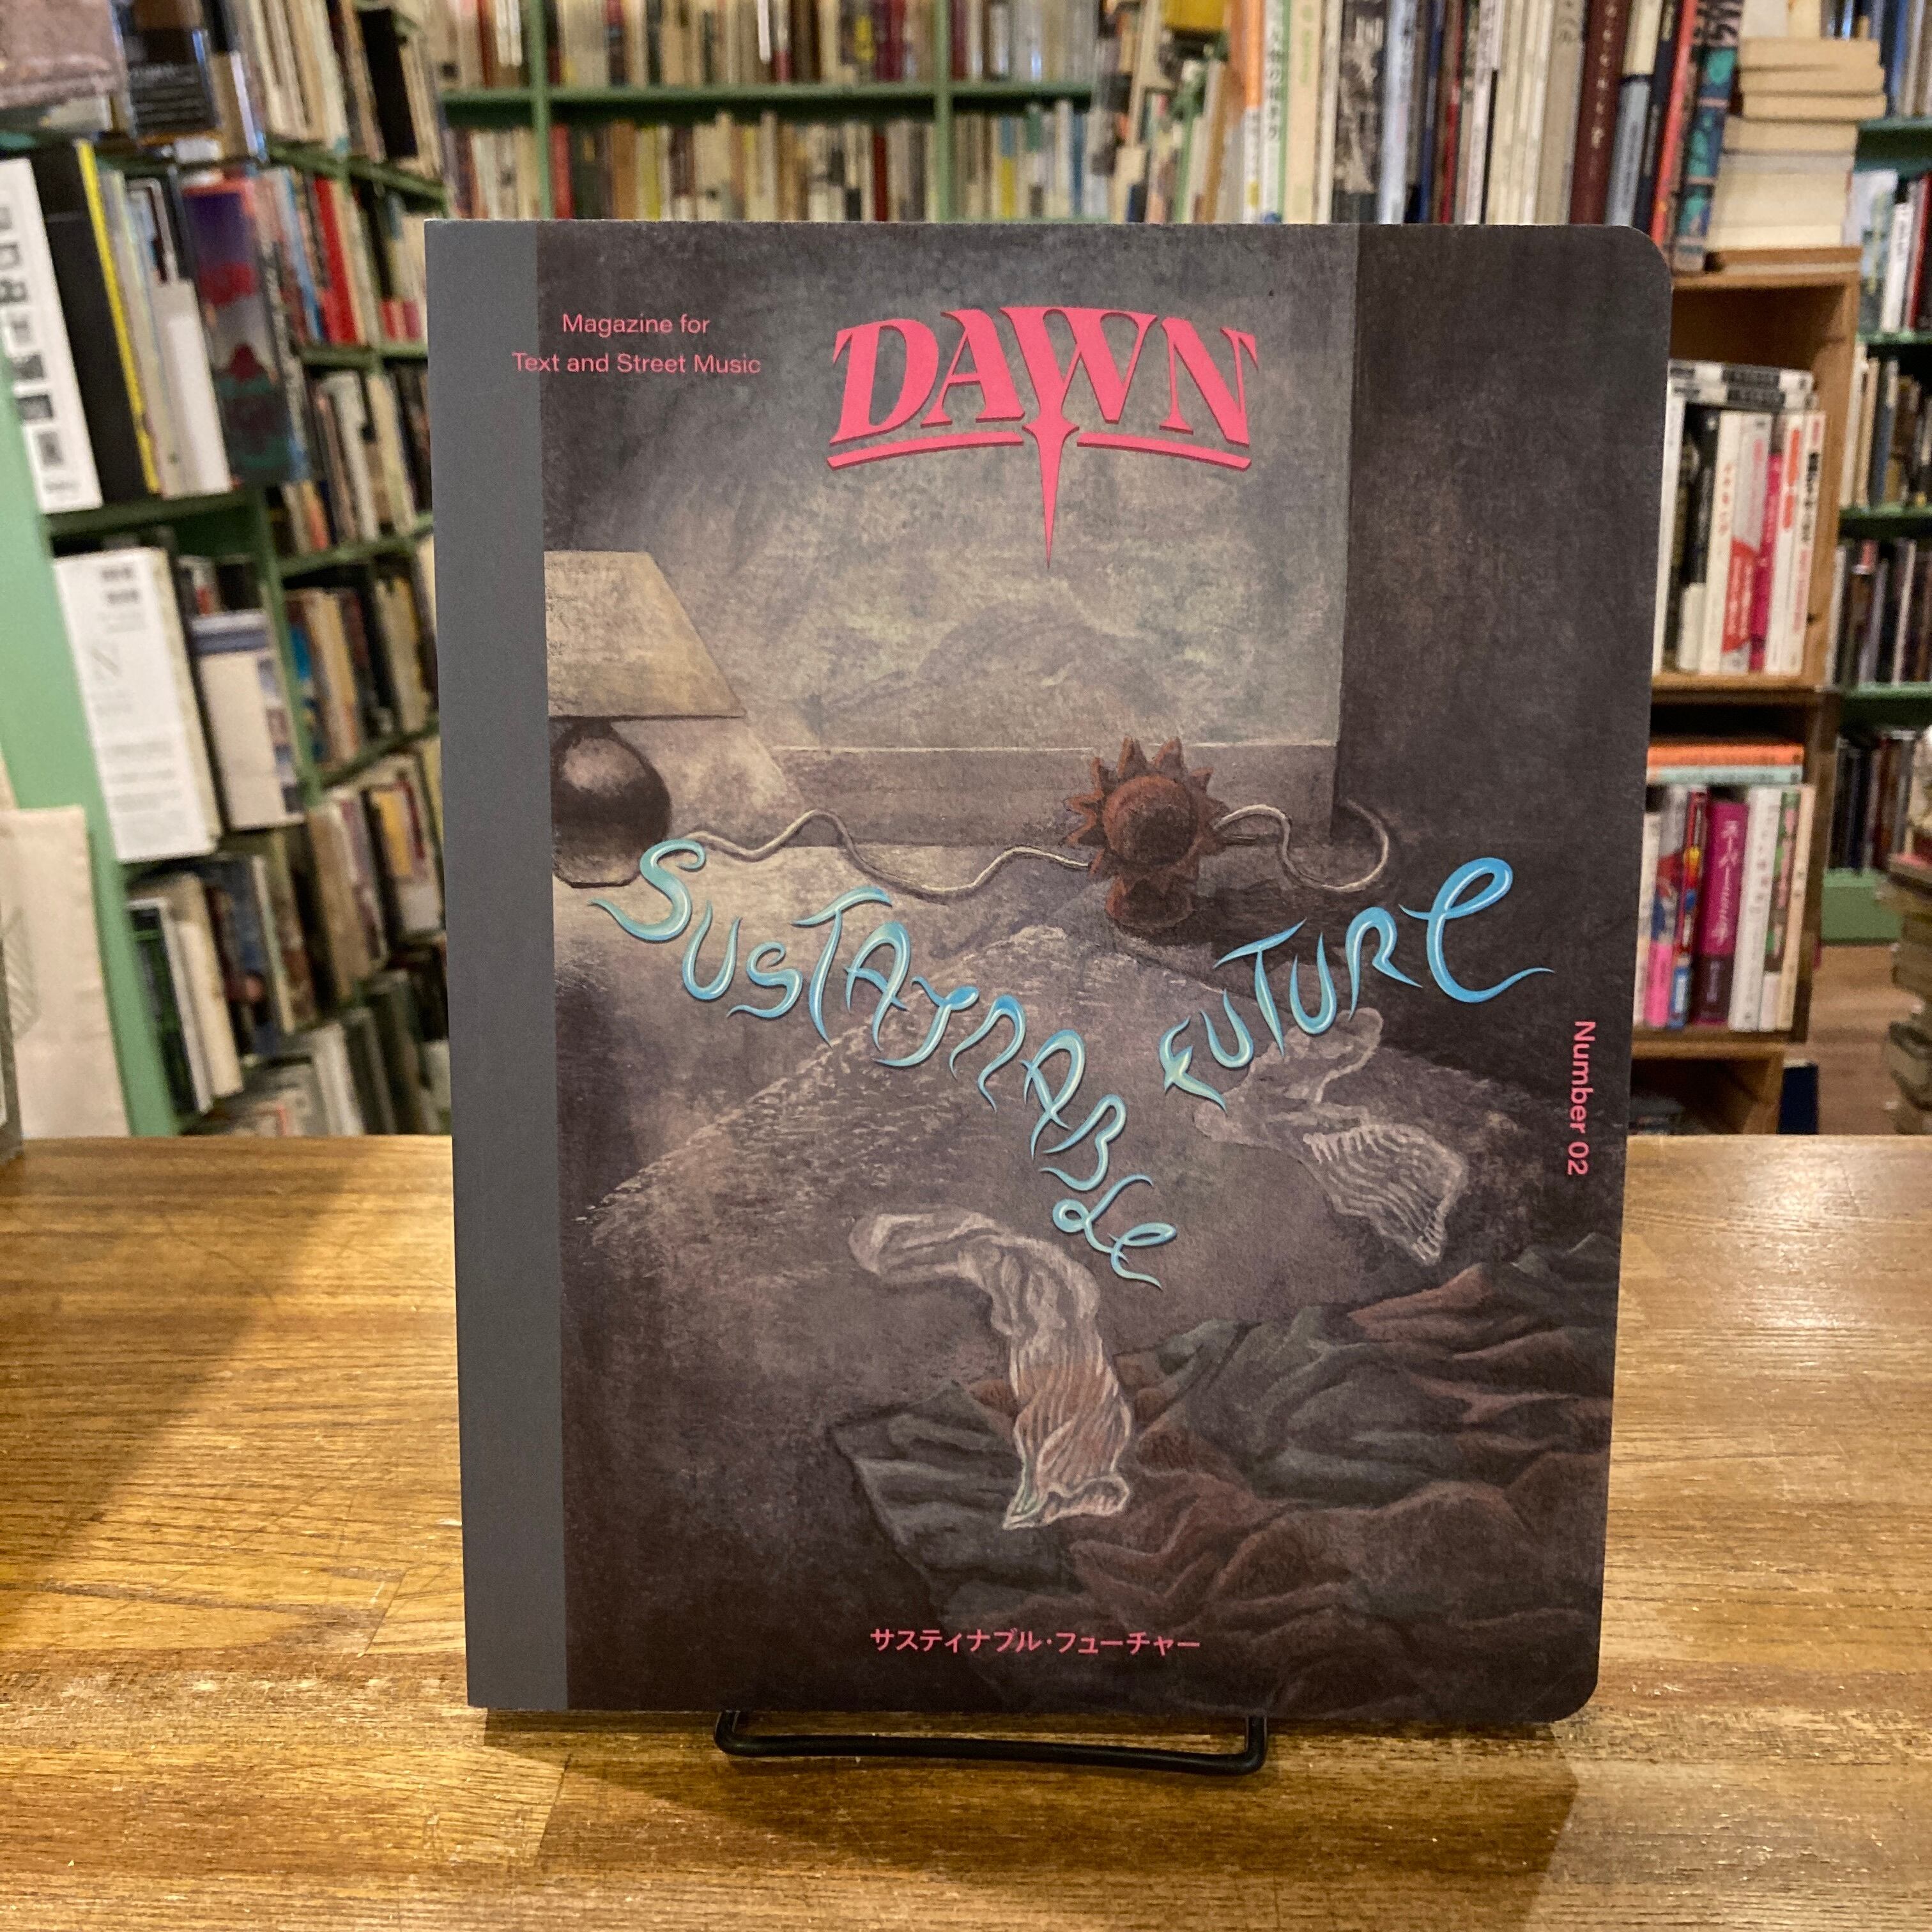 Magazine for
Text and Street Music
DAWN
SUSTAINABLE FUTURE
Number 02
サスティナブル・フューチャー